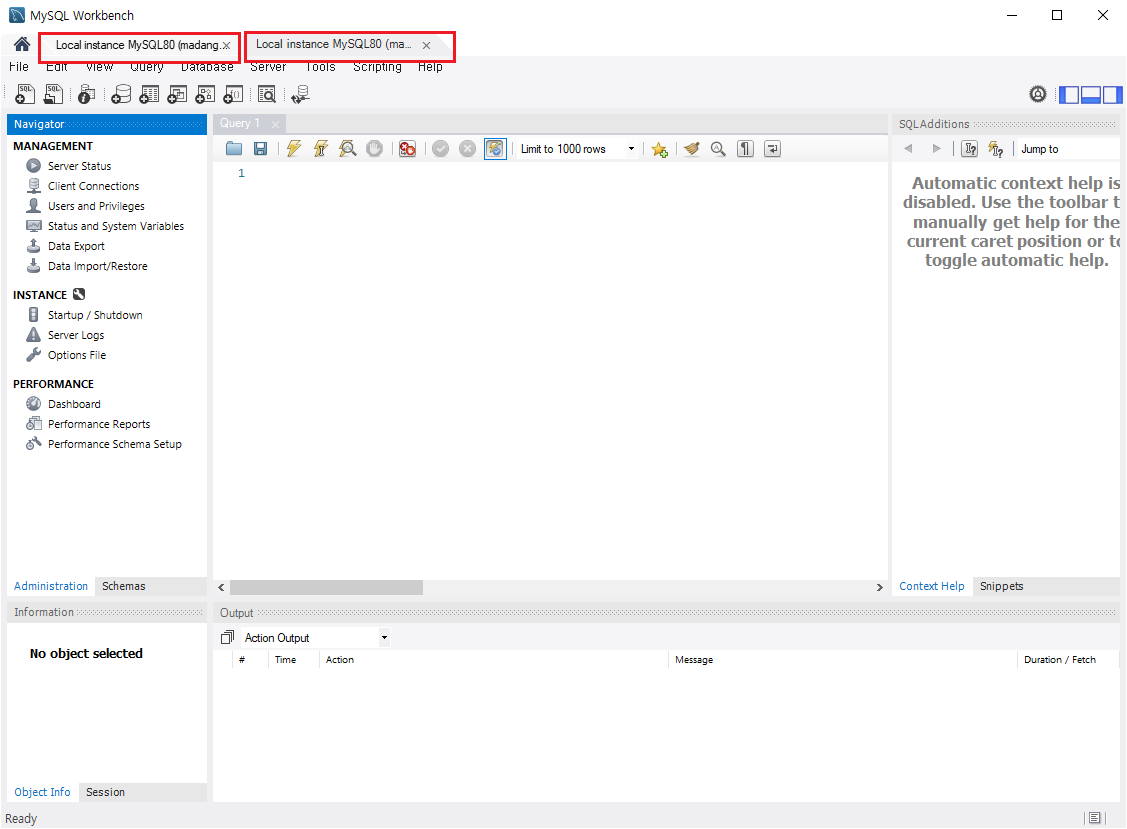 MySQL Workbench
Local instance MySQL80 (madang. ×
Local instance MySQL80 (ma... ×
File Edit View Query Database Server Tools Scripting Help
Navigator
MANAGEMENT
Server Status
Client Connections
Users and Privileges
Status and System Variables
Data Export
Data Import/Restore
INSTANCE
Startup / Shutdown
Server Logs
Options File
PERFORMANCE
Dashboard
Performance Reports
Performance Schema Setup
Administration Schemas
Information
No object selected
Object Info Session
Query 1
Limit to 1000 rows
1
SQLAdditions
Jump to
Automatic context help is
disabled. Use the toolbar t
manually get help for the
current caret position or to
toggle automatic help.
Context Help Snippets
Output
Action Output
# Time Action Message Duration / Fetch
Ready